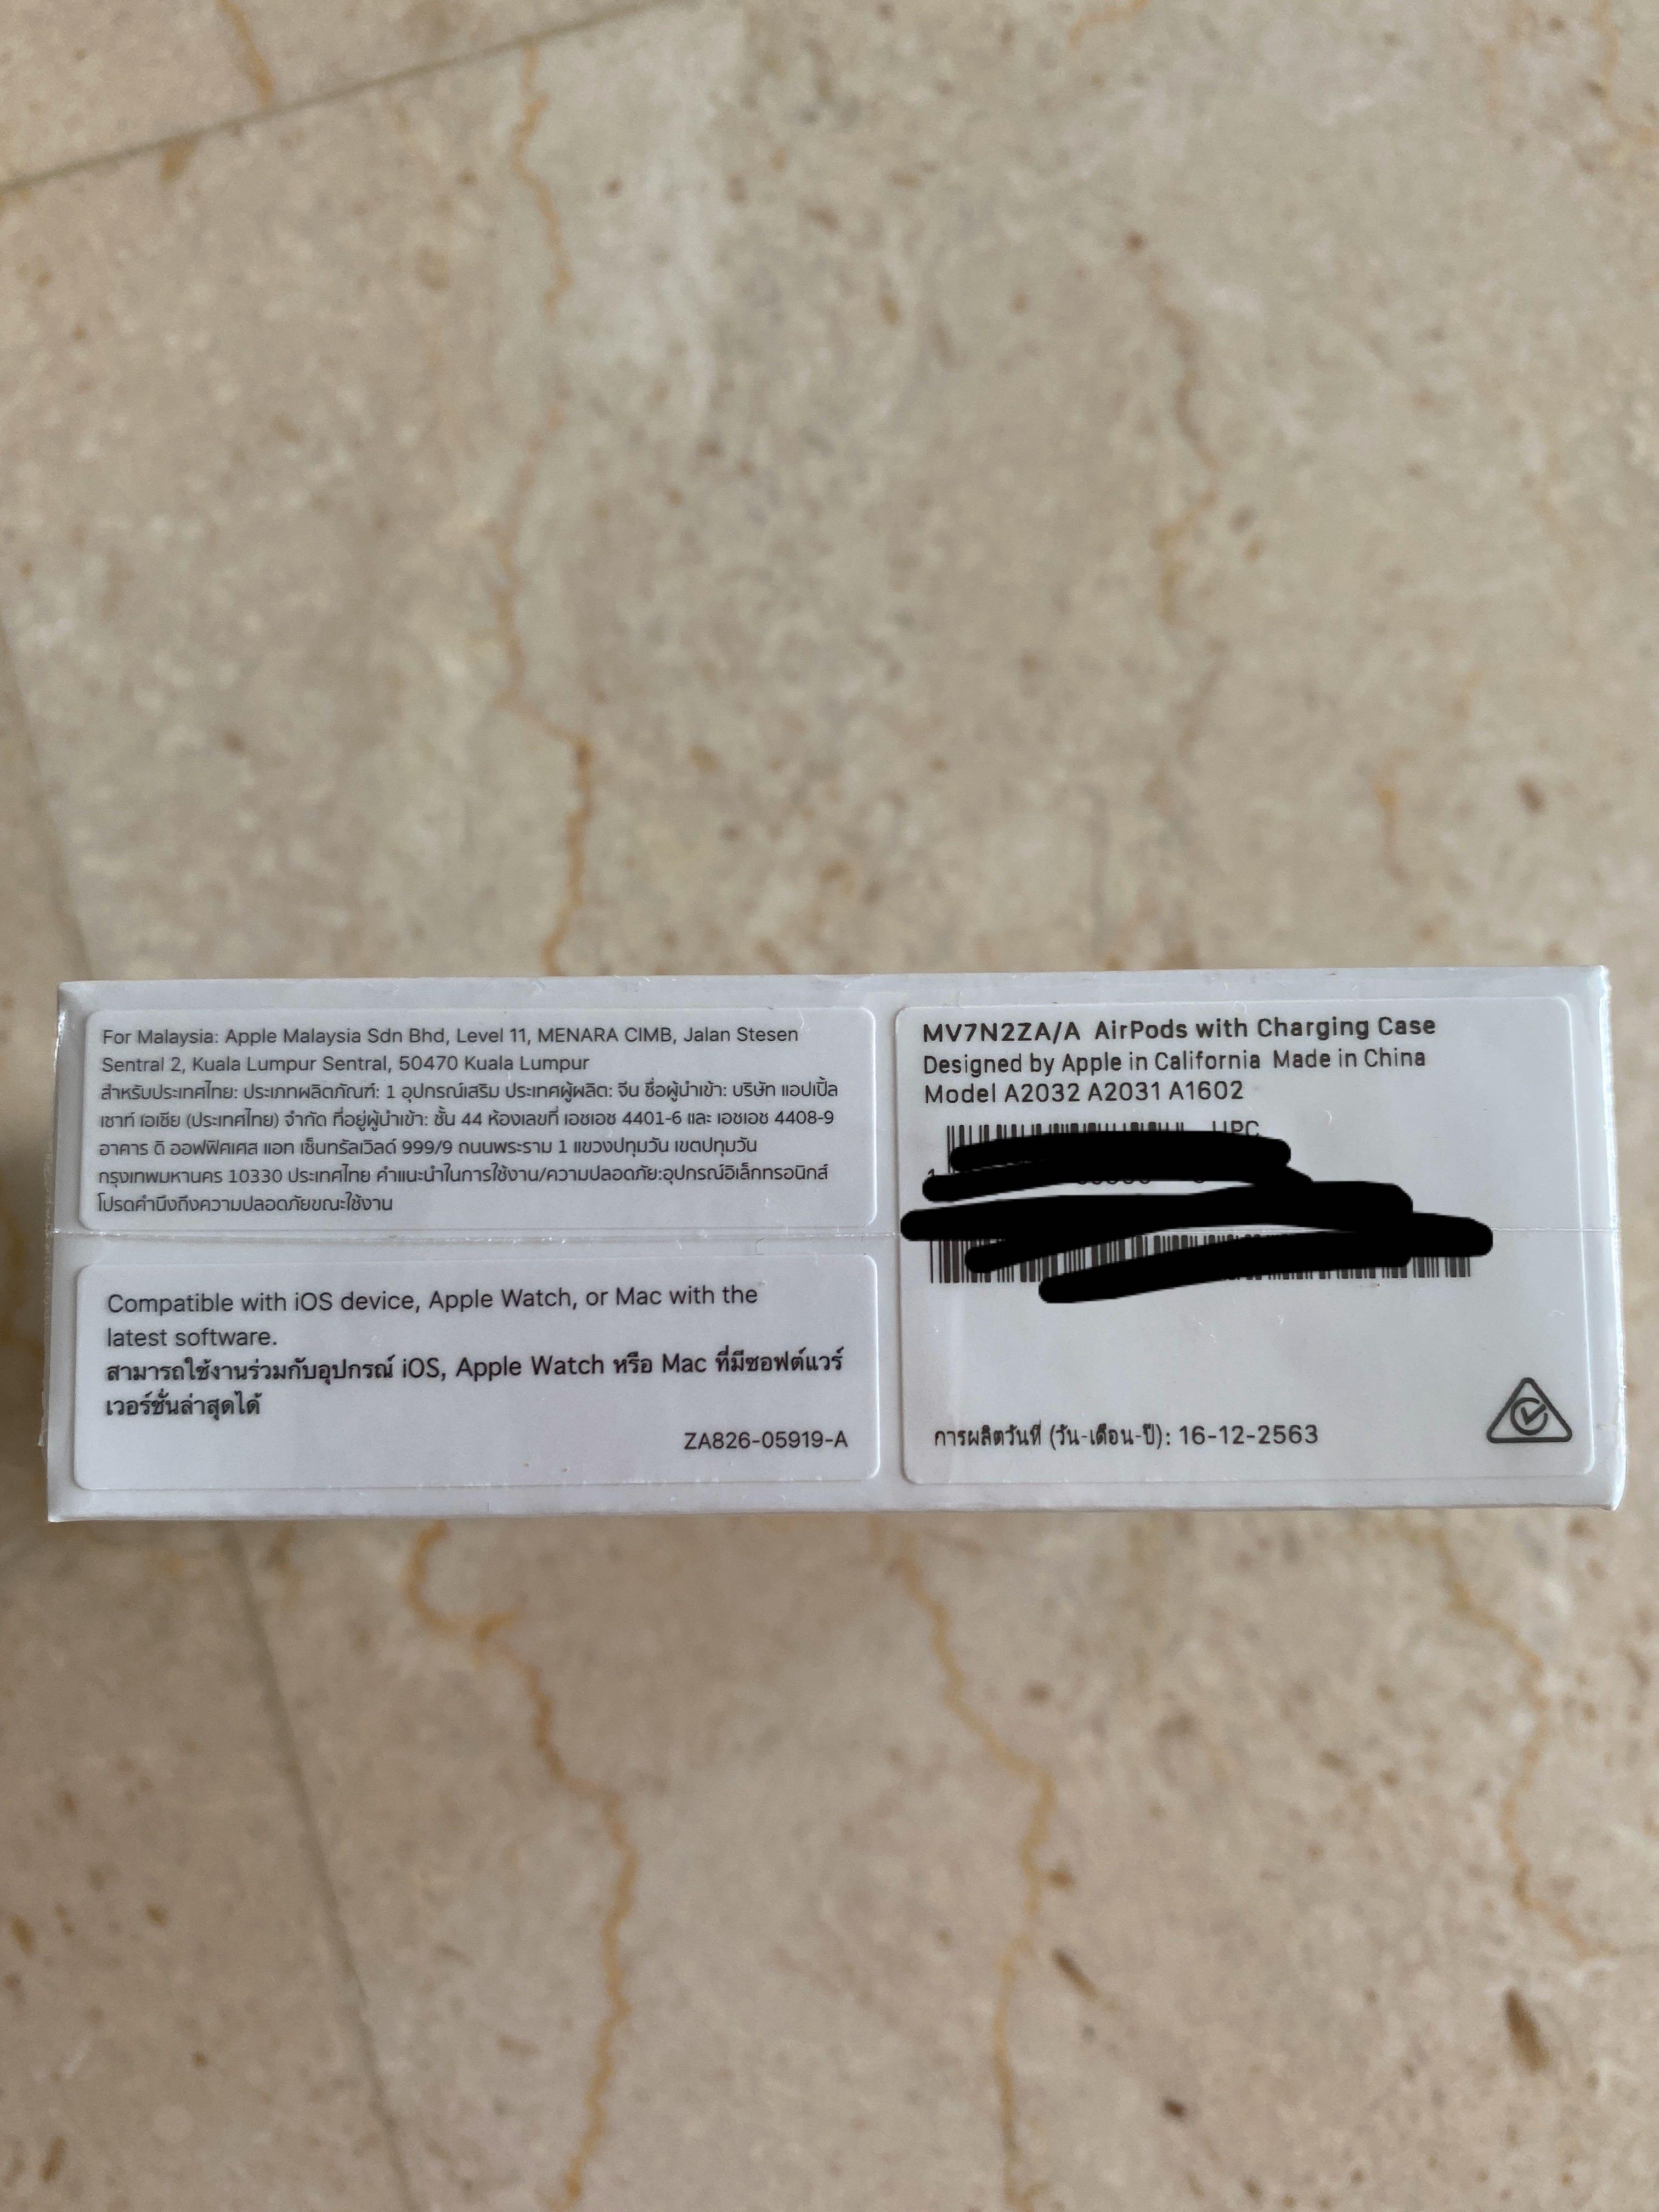 For Malaysia: Apple Malaysia Sdn Bhd, Level 11, MENARA CIMB, Jalan Stesen
Sentral 2, Kuala Lumpur Sentral, 50470 Kuala Lumpur
สำหรับประเทศไทย: ประเภทผลิตภัณฑ์: 1 อุปกรณ์เสริม ประเทศผู้ผลิต: จีน ชื่อผู้นำเข้า: บริษัท แอปเปิ้ล
เซาท์ เอเชีย (ประเทศไทย) จำกัด ที่อยู่ผู้นำเข้า: ชั้น 44 ห้องเลขที่ เอชเอช 4401-6 และ เอชเอช 4408-9
อาคาร ดิ ออฟฟิศเศส แอท เซ็นทรัลเวิลด์ 999/9 ถนนพระราม 1 แขวงปทุมวัน เขตปทุมวัน
กรุงเทพมหานคร 10330 ประเทศไทย คำแนะนำในการใช้งาน/ความปลอดภัย:อุปกรณ์อิเล็กทรอนิกส์
โปรดคำนึงถึงความปลอดภัยขณะใช้งาน
Compatible with iOS device, Apple Watch, or Mac with the
latest software.
สามารถใช้งานร่วมกับอุปกรณ์ iOS, Apple Watch หรือ Mac ที่มีซอฟต์แวร์
เวอร์ชั่นล่าสุดได้
ZA826-05919-A
MV7N2ZA/A AirPods with Charging Case
Designed by Apple in California Made in China
Model A2032 A2031 A1602
UPC
การผลิตวันที่ (วัน-เดือน-ปี): 16-12-2563